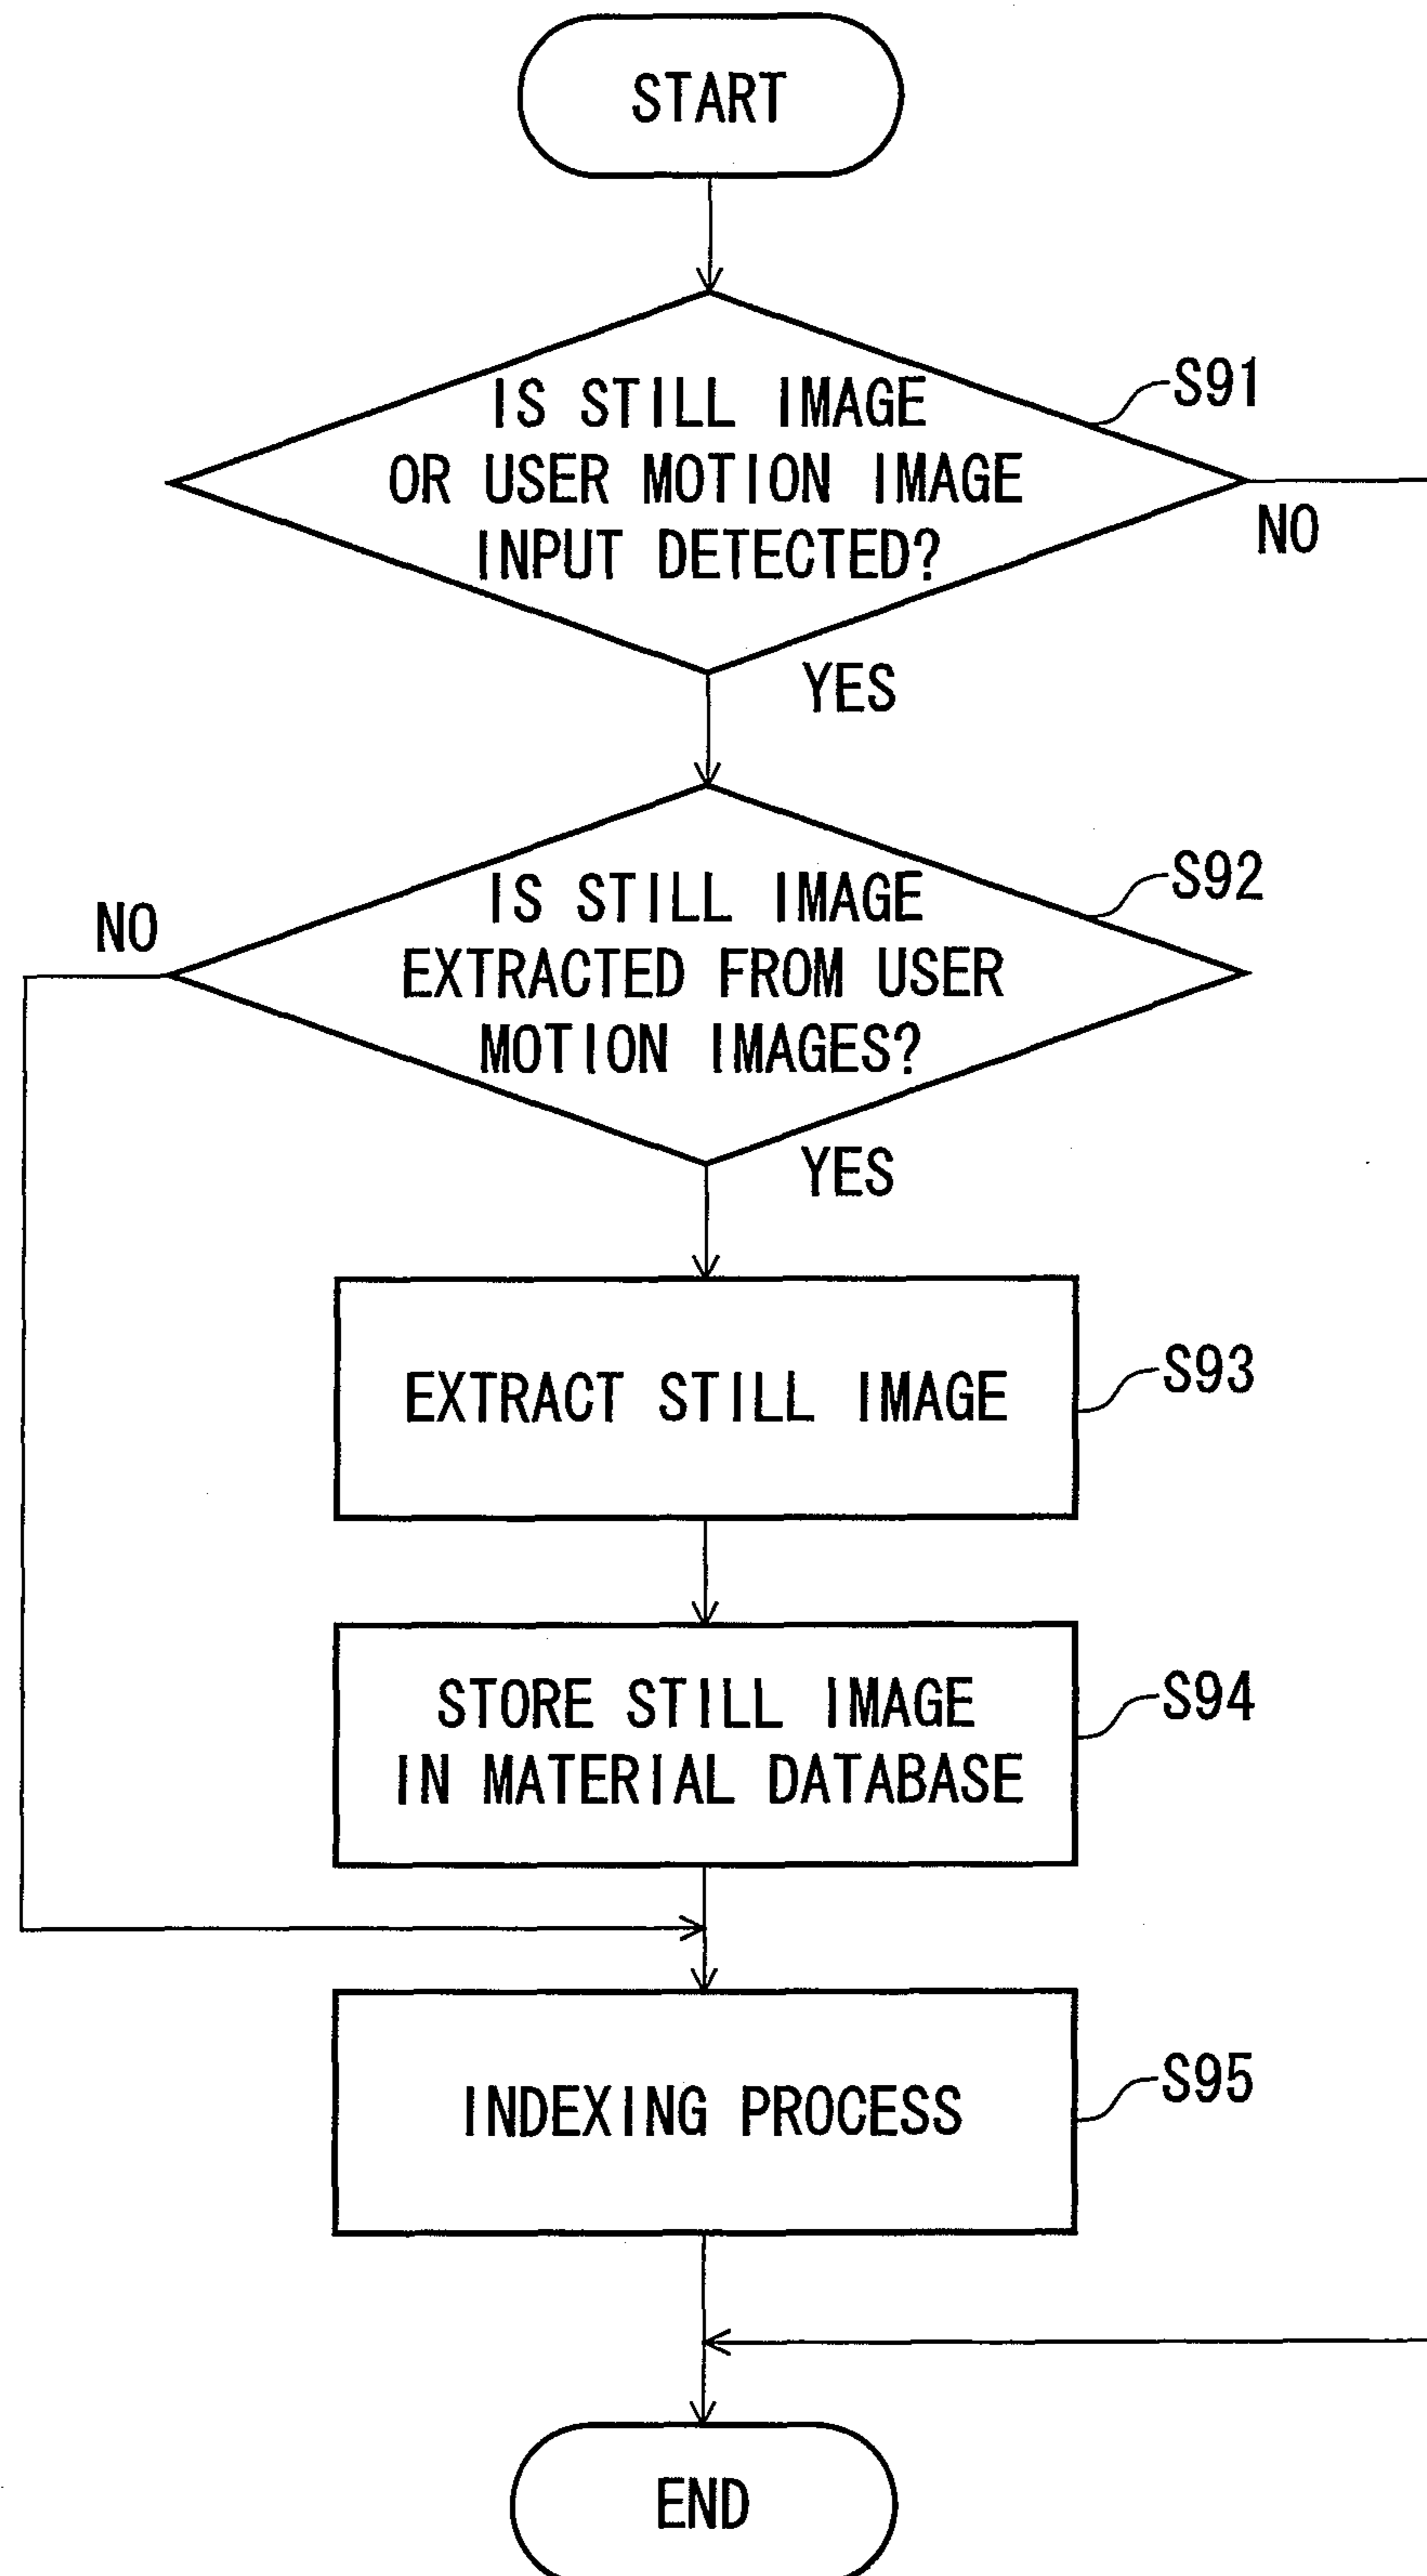 START
IS STILL IMAGE
OR USER MOTION IMAGE
INPUT DETECTED?
S91
NO
YES
IS STILL IMAGE
EXTRACTED FROM USER
MOTION IMAGES?
S92
NO
YES
EXTRACT STILL IMAGE
S93
STORE STILL IMAGE
IN MATERIAL DATABASE
S94
INDEXING PROCESS
S95
END